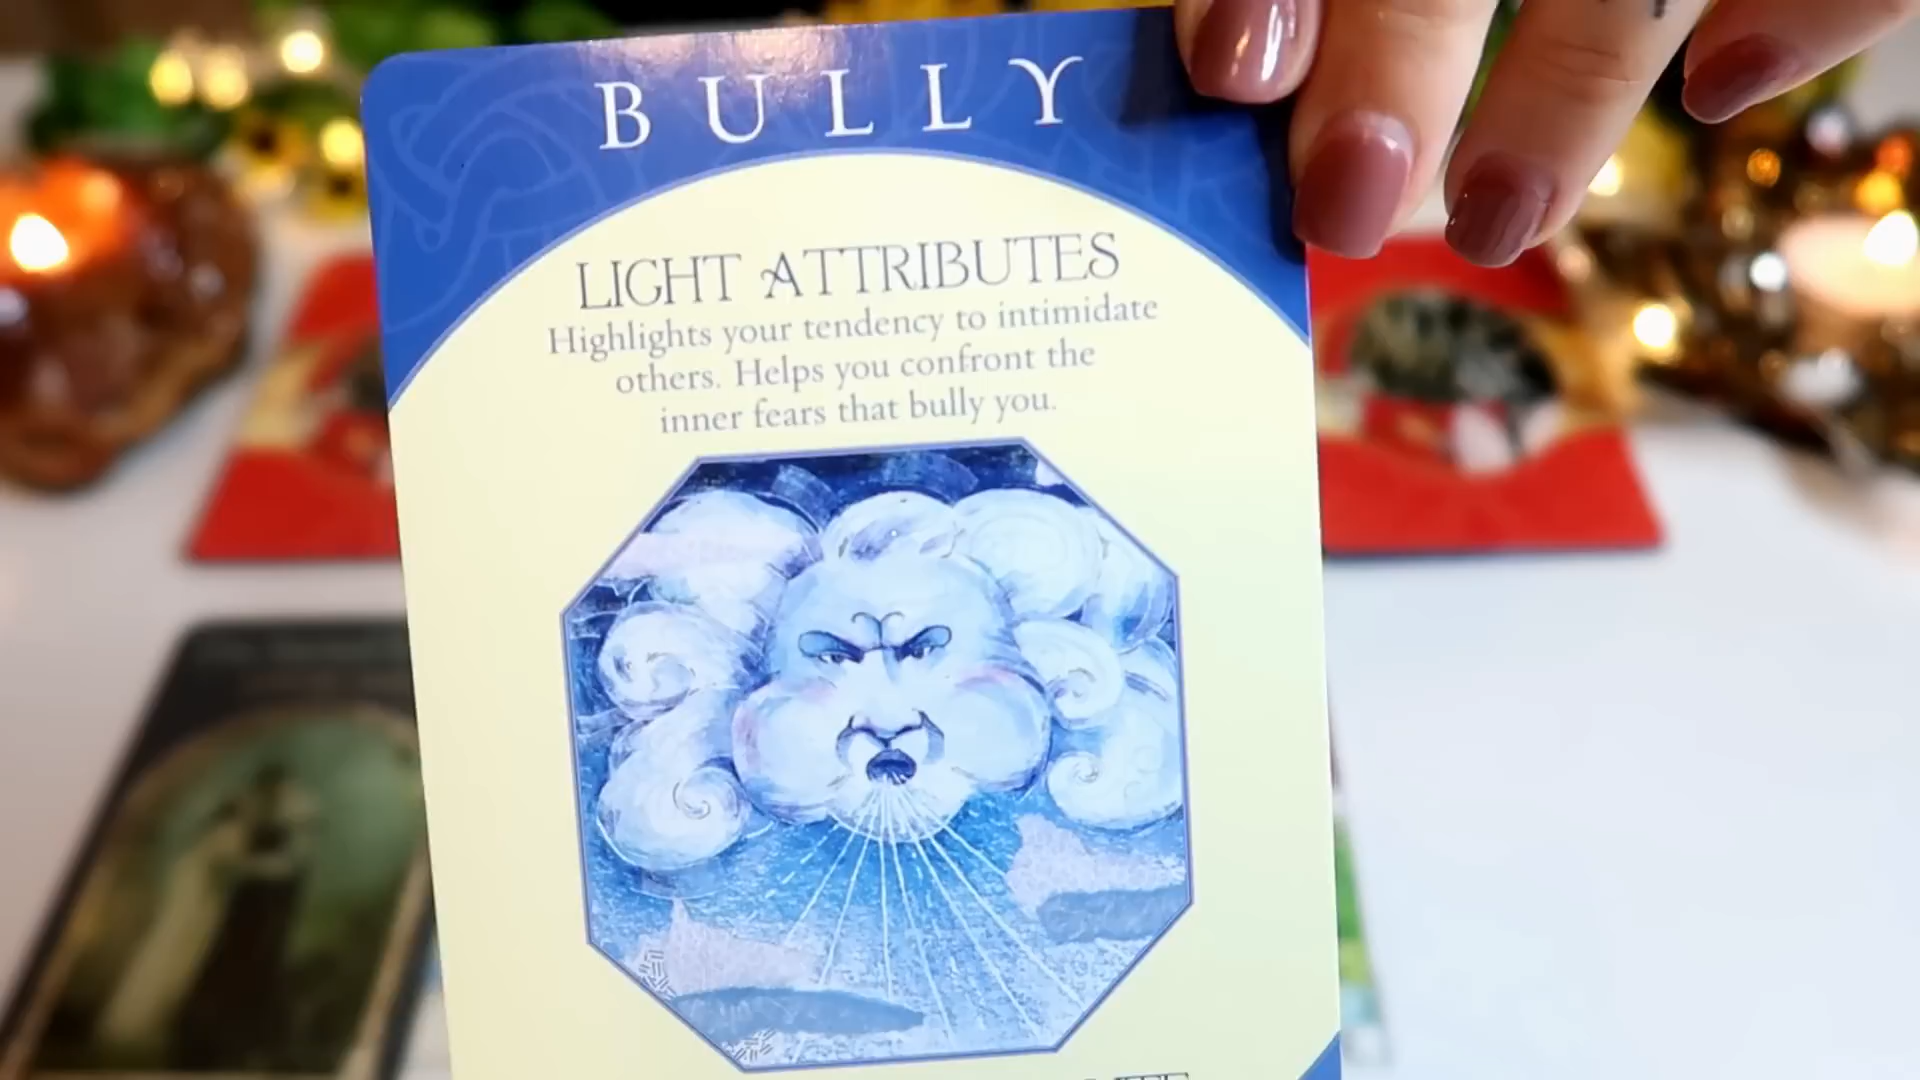 BULLY
LIGHT ATTRIBUTES
Highlights your tendency to intimidate
others. Helps you confront the
inner fears that bully you.